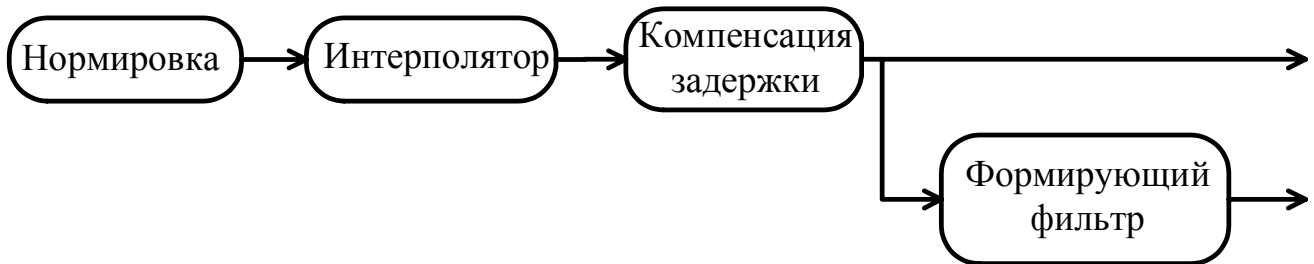 Нормировка
Интерполятор
Компенсация
задержки
Формирующий
фильтр